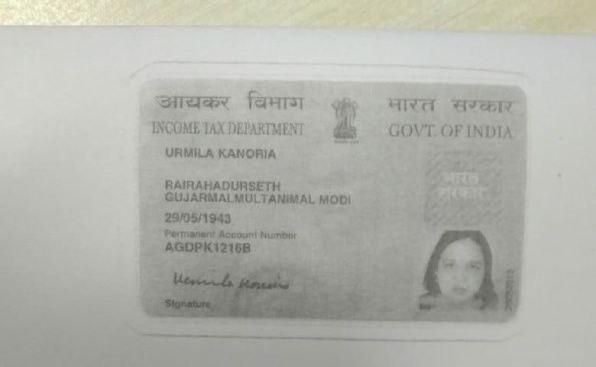 आयकर विभाग
भारत सरकार
INCOME TAX DEPARTMENT
GOVT. OF INDIA
URMILA KANORIA
RAIRAHADURSETH
GUJARMALMULTANIMAL MODI
29/05/1943
Permanent Account Number
AGDPK1216B
भारत
सरकार
Urmila Kanoria
Signature